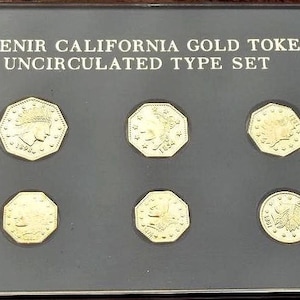 ENIR CALIFORNIA GOLD TOKE
UNCIRCULATED TYPE SET